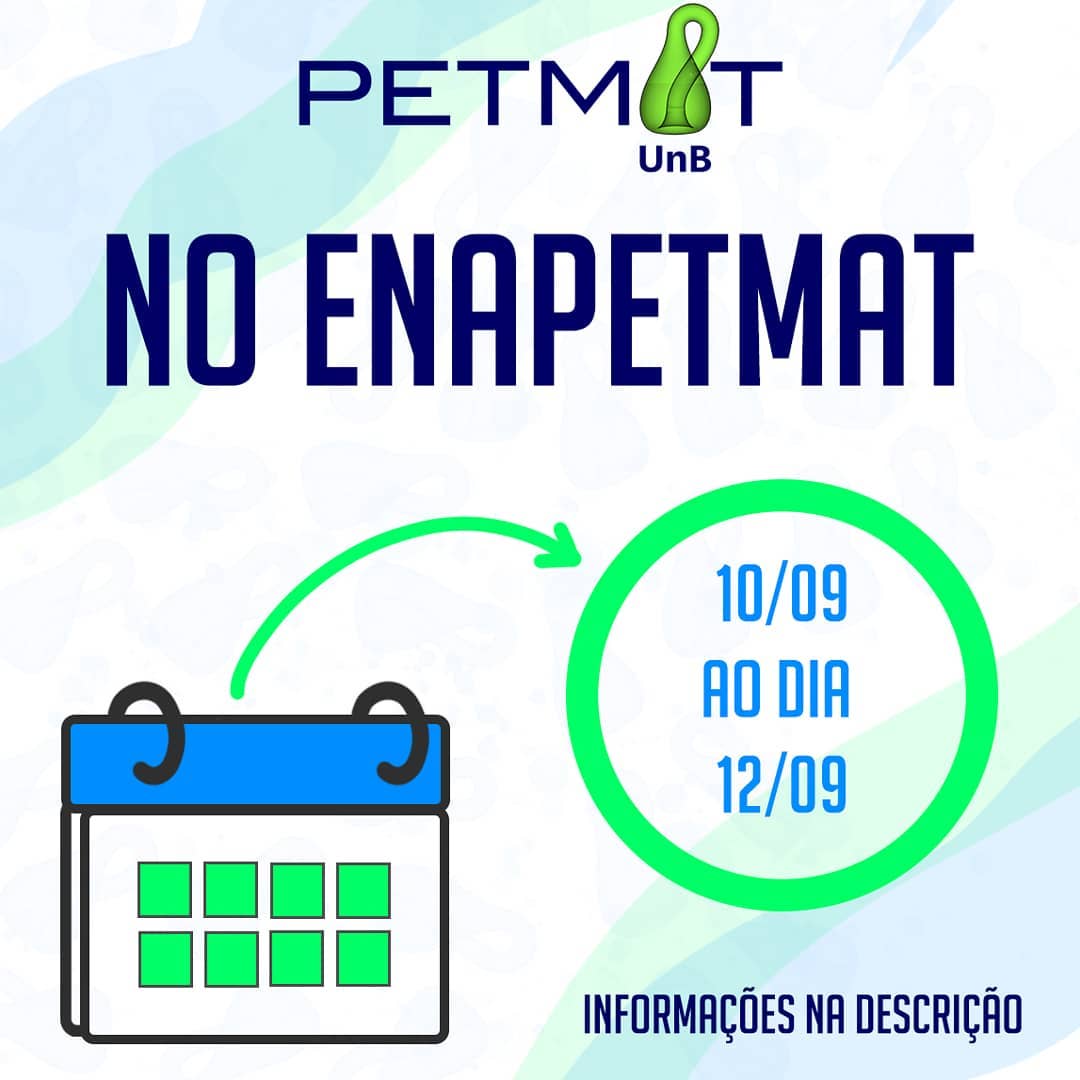 PETMAT
UnB
NO ENAPETMAT
10/09
AO DIA
12/09
INFORMAÇÕES NA DESCRIÇÃO